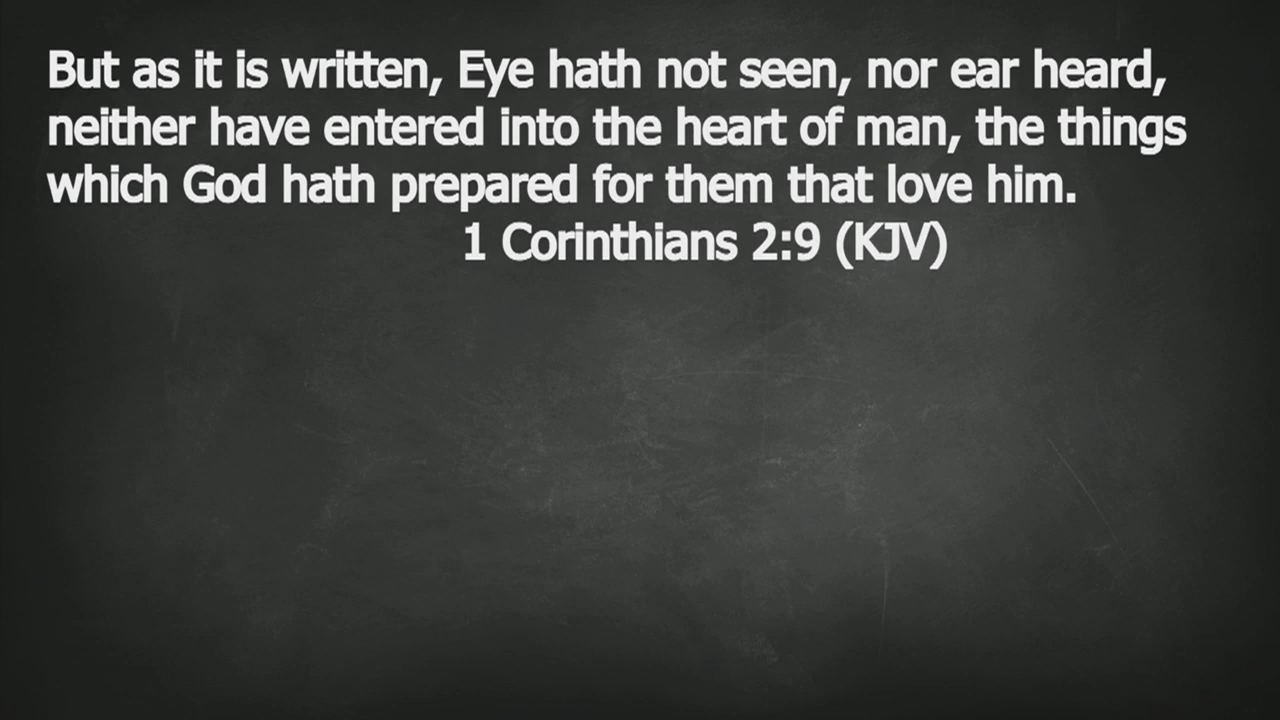 But as it is written, Eye hath not seen, nor ear heard,
neither have entered into the heart of man, the things
which God hath prepared for them that love him.
1 Corinthians 2:9 (KJV)